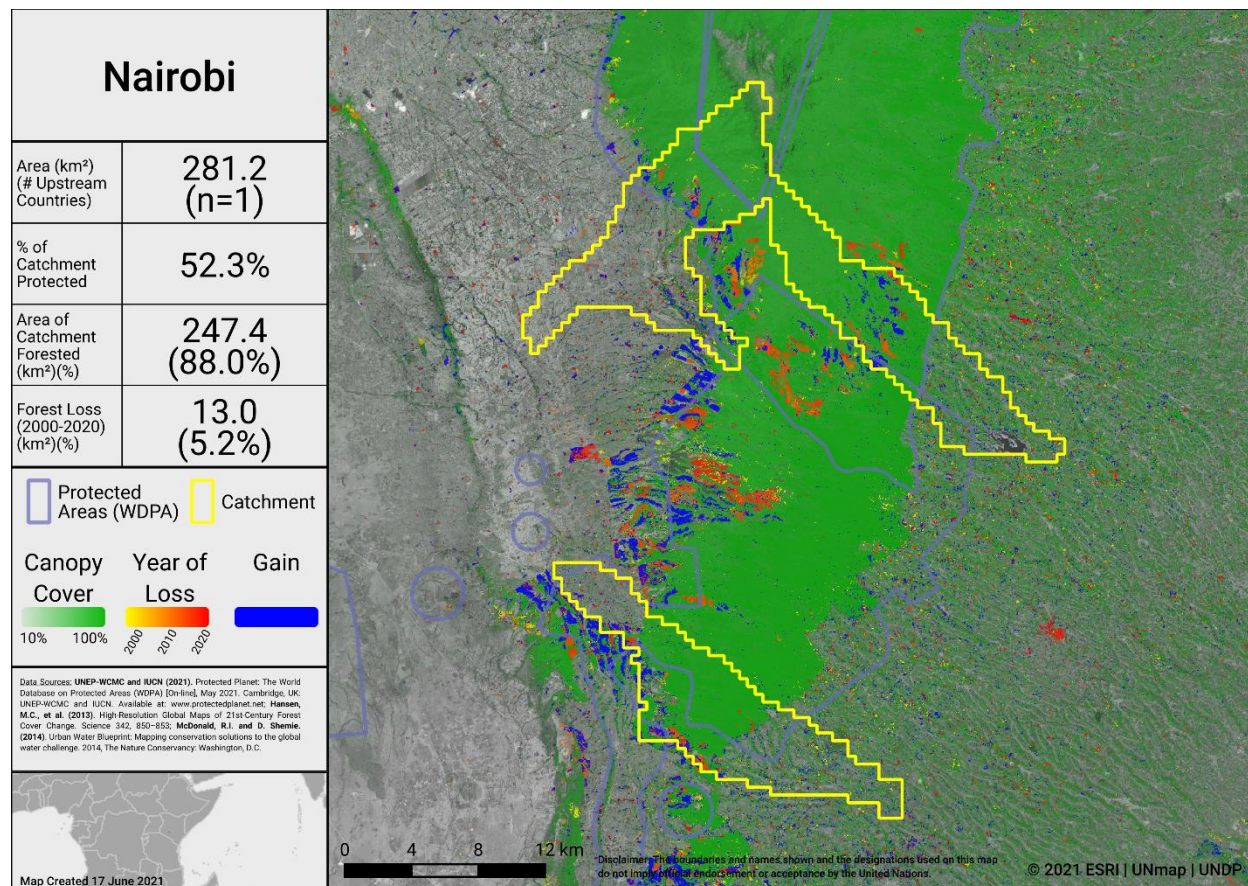 Nairobi
Area (km²)
(# Upstream
Countries)
281.2
(n=1)
% of
Catchment
Protected
52.3%
Area of
Catchment
Forested
(km²)(%)
247.4
(88.0%)
Forest Loss
(2000-2020)
(km²)(%)
13.0
(5.2%)
Protected
Areas (WDPA)
Catchment
Canopy
Cover
10% 100%
Year of
Loss
2000 2010 2020
Gain
Data Sources: UNEP-WCMC and IUCN (2021). Protected Planet: The World
Database on Protected Areas (WDPA) [On-line], May 2021. Cambridge, UK:
UNEP-WCMC and IUCN. Available at: www.protectedplanet.net; Hansen,
M.C., et al. (2013). High-Resolution Global Maps of 21st-Century Forest
Cover Change. Science 342, 850–853; McDonald, R.I. and D. Shemie,
(2014). Urban Water Blueprint: Mapping conservation solutions to the global
water challenge. 2014, The Nature Conservancy: Washington, D.C.
Map Created 17 June 2021
0 4 8 12 km
Disclaimer: The boundaries and names shown and the designations used on this map
do not imply official endorsement or acceptance by the United Nations.
© 2021 ESRI | UNmap | UNDP